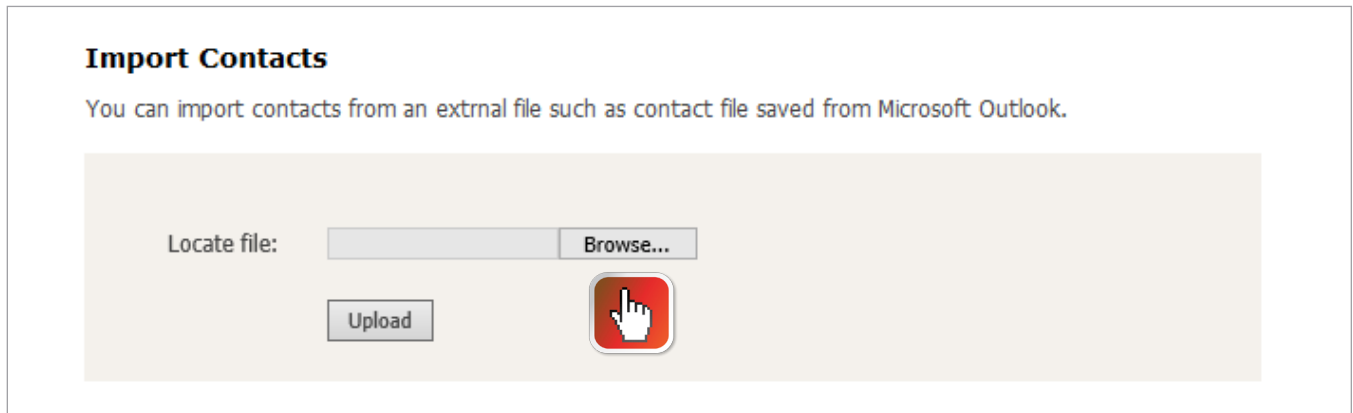 Import Contacts
You can import contacts from an extrnal file such as contact file saved from Microsoft Outlook.
Locate file:
Browse...
Upload